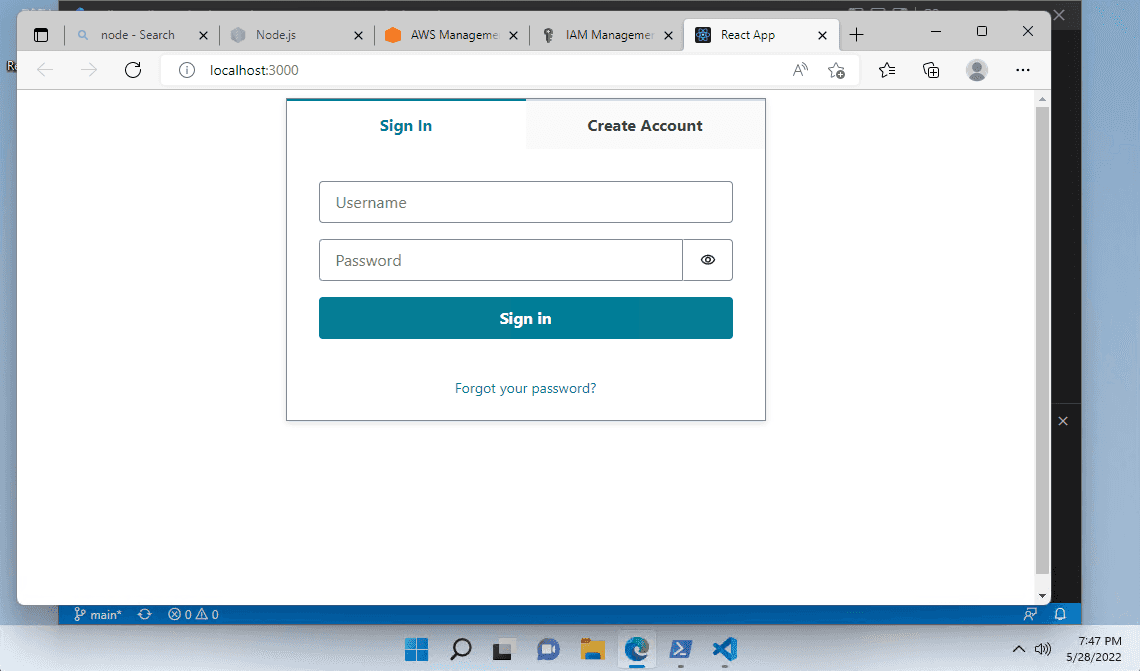 node - Search
Node.js
AWS Manageme
IAM Managemer
React App
localhost:3000
Sign In
Create Account
Username
Password
Sign in
Forgot your password?
main*
0
0
7:47 PM
5/28/2022